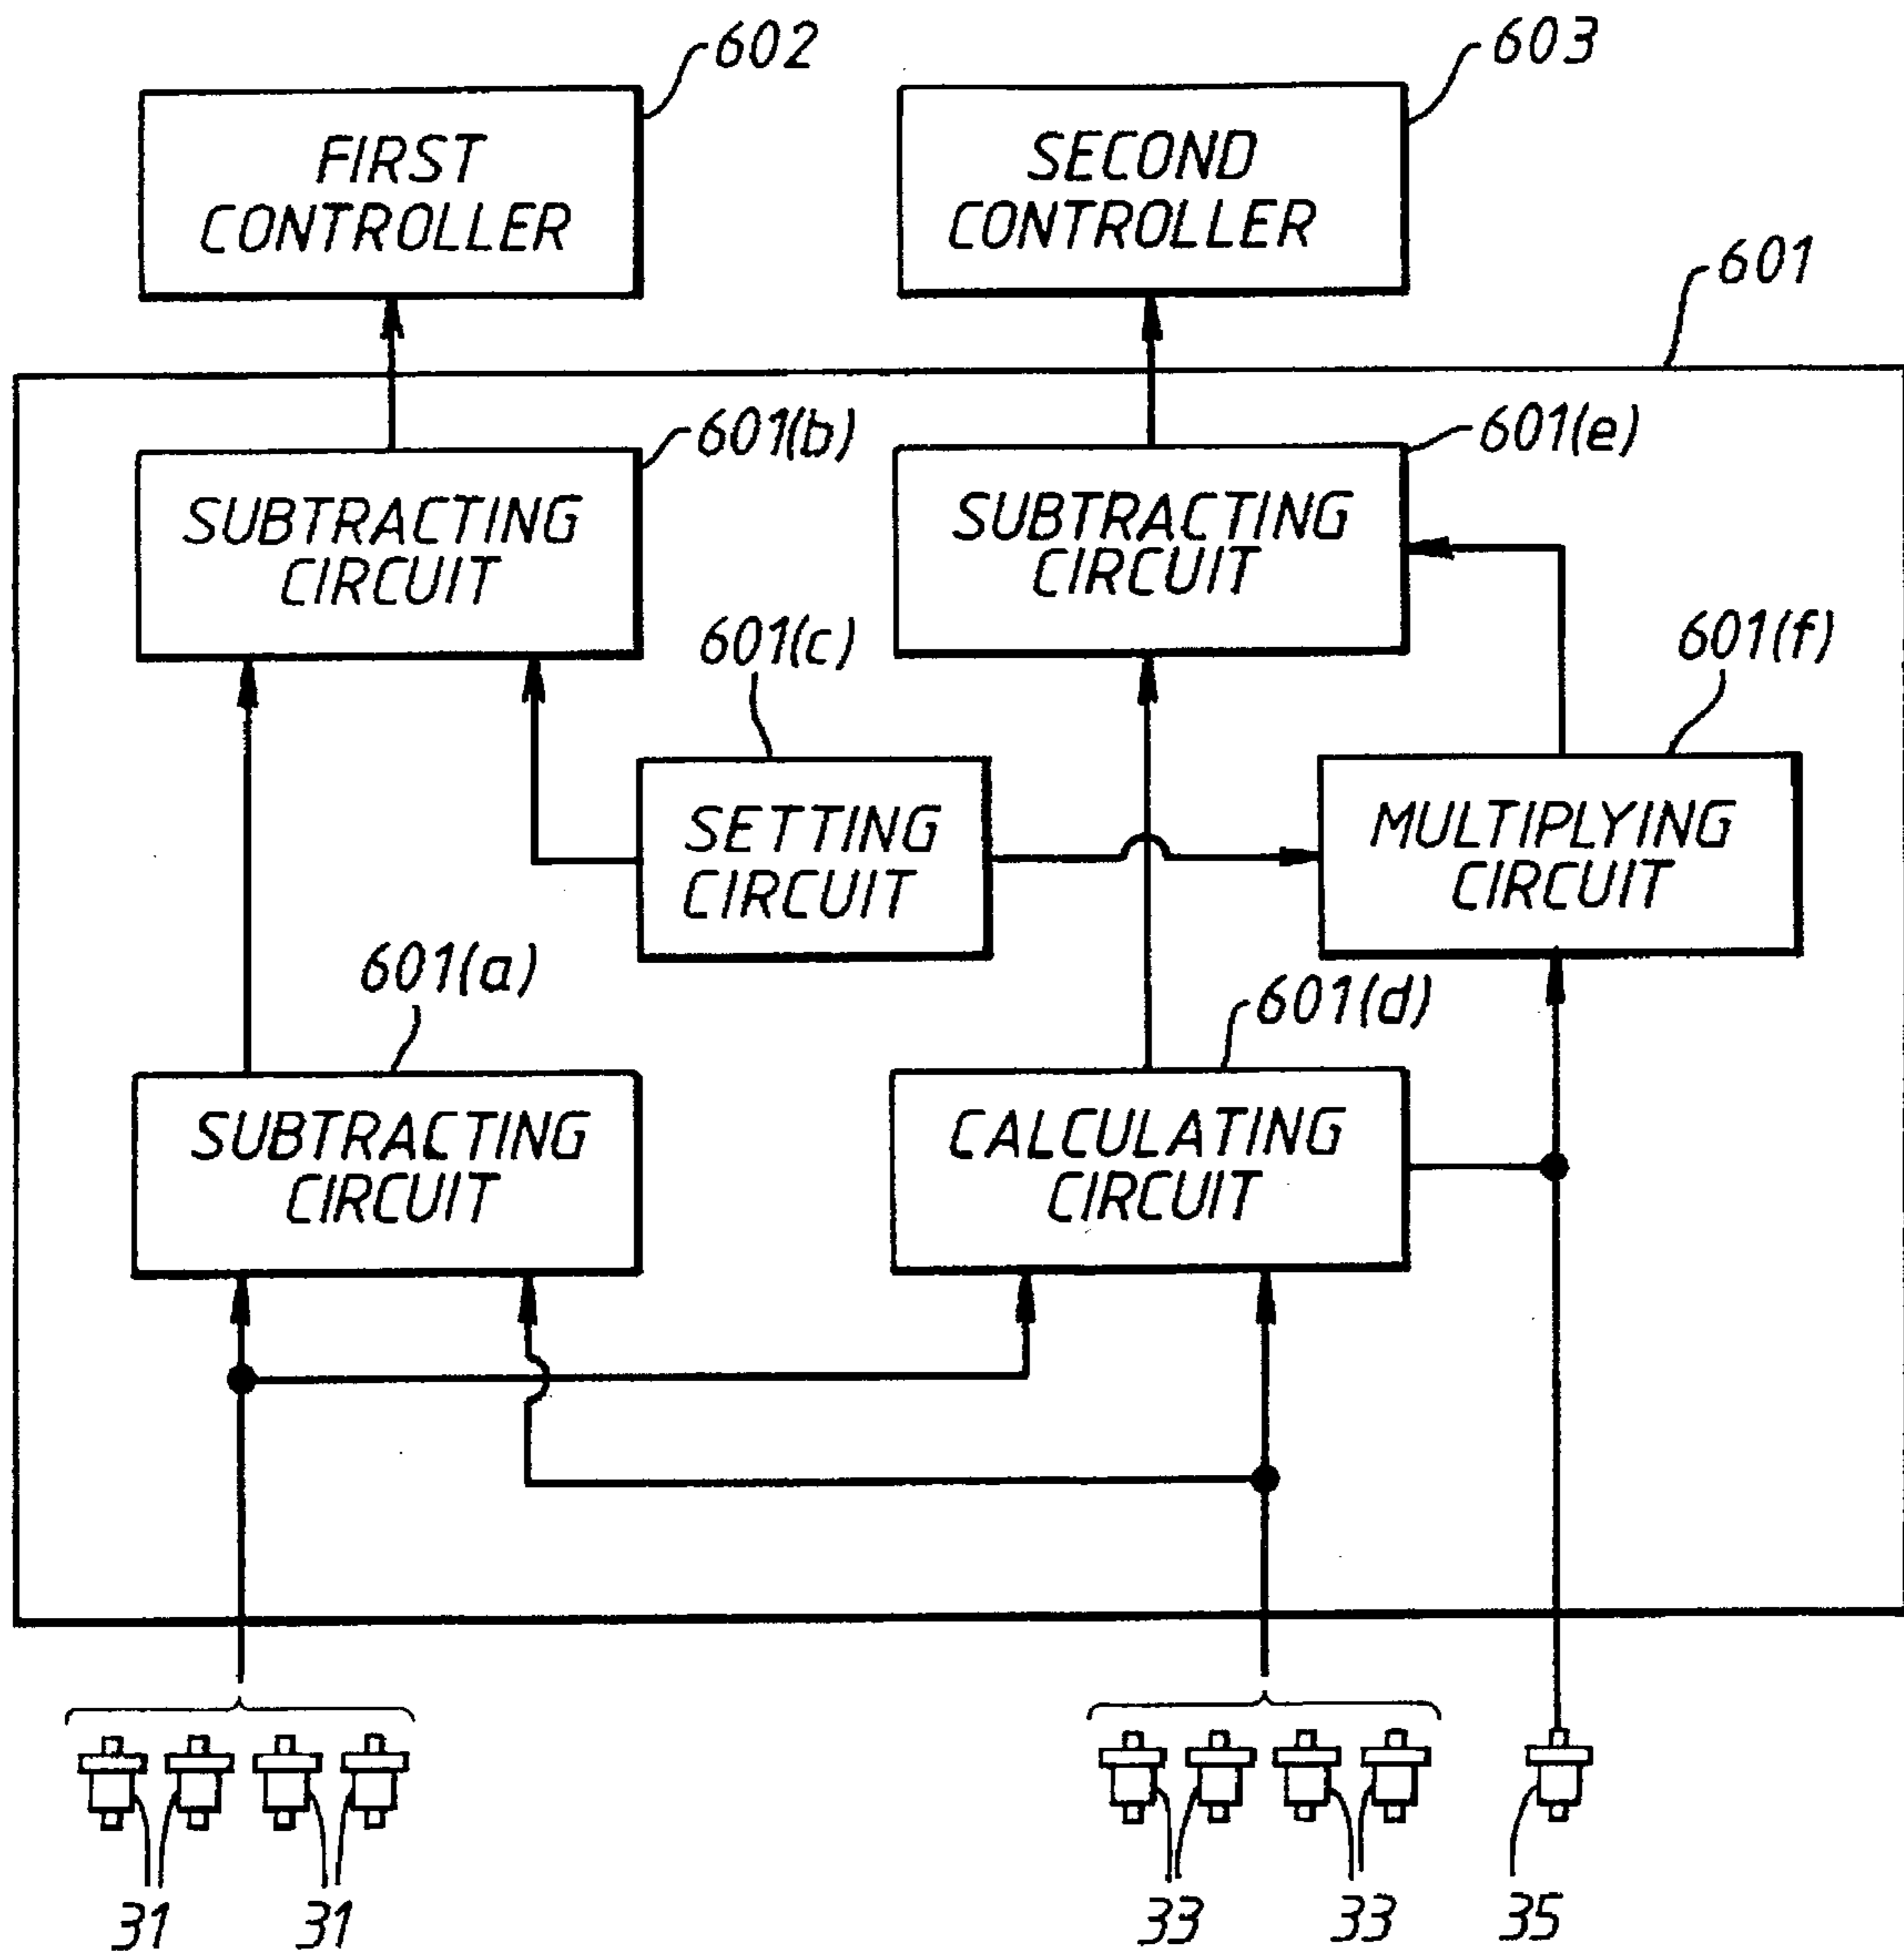 602
603
FIRST
CONTROLLER
SECOND
CONTROLLER
601
601(b)
601(e)
SUBTRACTING
CIRCUIT
SUBTRACTING
CIRCUIT
601(c)
601(f)
SETTING
CIRCUIT
MULTIPLYING
CIRCUIT
601(a)
601(d)
SUBTRACTING
CIRCUIT
CALCULATING
CIRCUIT
31
31
33
33
35